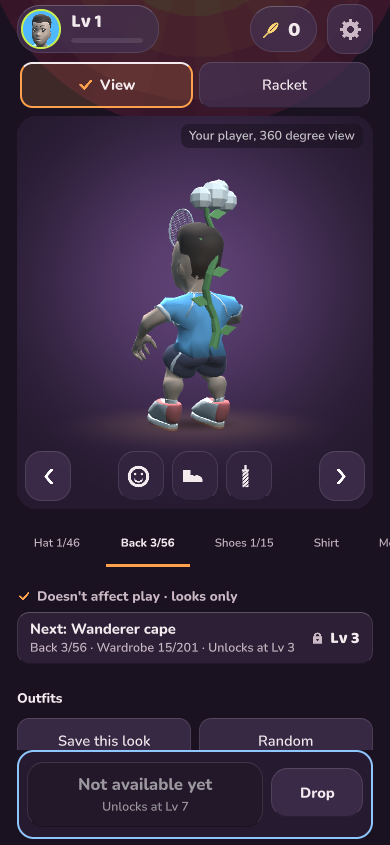 Lv 1
0
View
Racket
Your player, 360 degree view
Hat 1/46
Back 3/56
Shoes 1/15
Shirt
Doesn't affect play · looks only
Next: Wanderer cape
Back 3/56 · Wardrobe 15/201 · Unlocks at Lv 3
Lv 3
Outfits
Save this look
Random
Not available yet
Unlocks at Lv 7
Drop